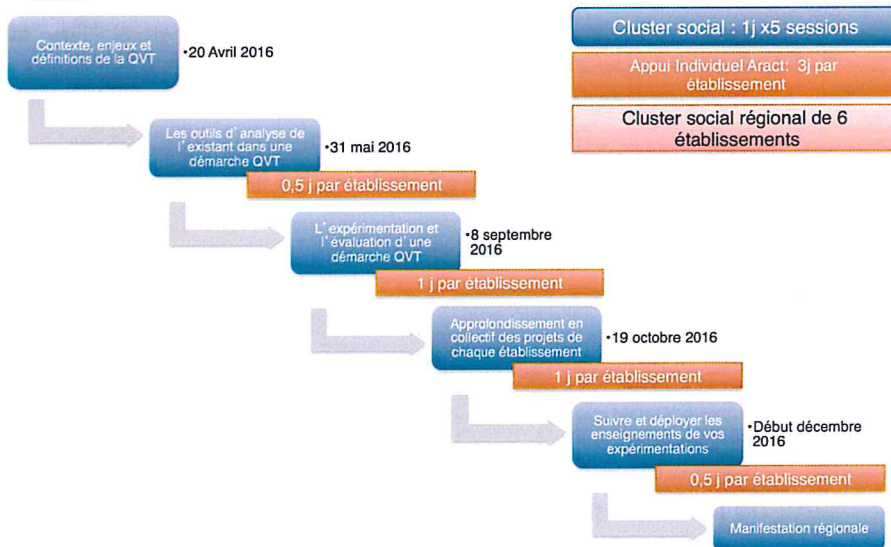 Contexte, enjeux et
définitions de la QVT
•20 Avril 2016
Cluster social : 1j x5 sessions
Appui Individuel Aract: 3j par
établissement
Cluster social régional de 6
établissements
Les outils d'analyse de
l'existant dans une
démarche QVT
•31 mai 2016
0,5 j par établissement
L'expérimentation et
l'évaluation d'une
démarche QVT
•8 septembre
2016
1 j par établissement
Approfondissement en
collectif des projets de
chaque établissement
•19 octobre 2016
1 j par établissement
Suivre et déployer les
enseignements de vos
expérimentations
•Début décembre
2016
0,5 j par établissement
Manifestation régionale